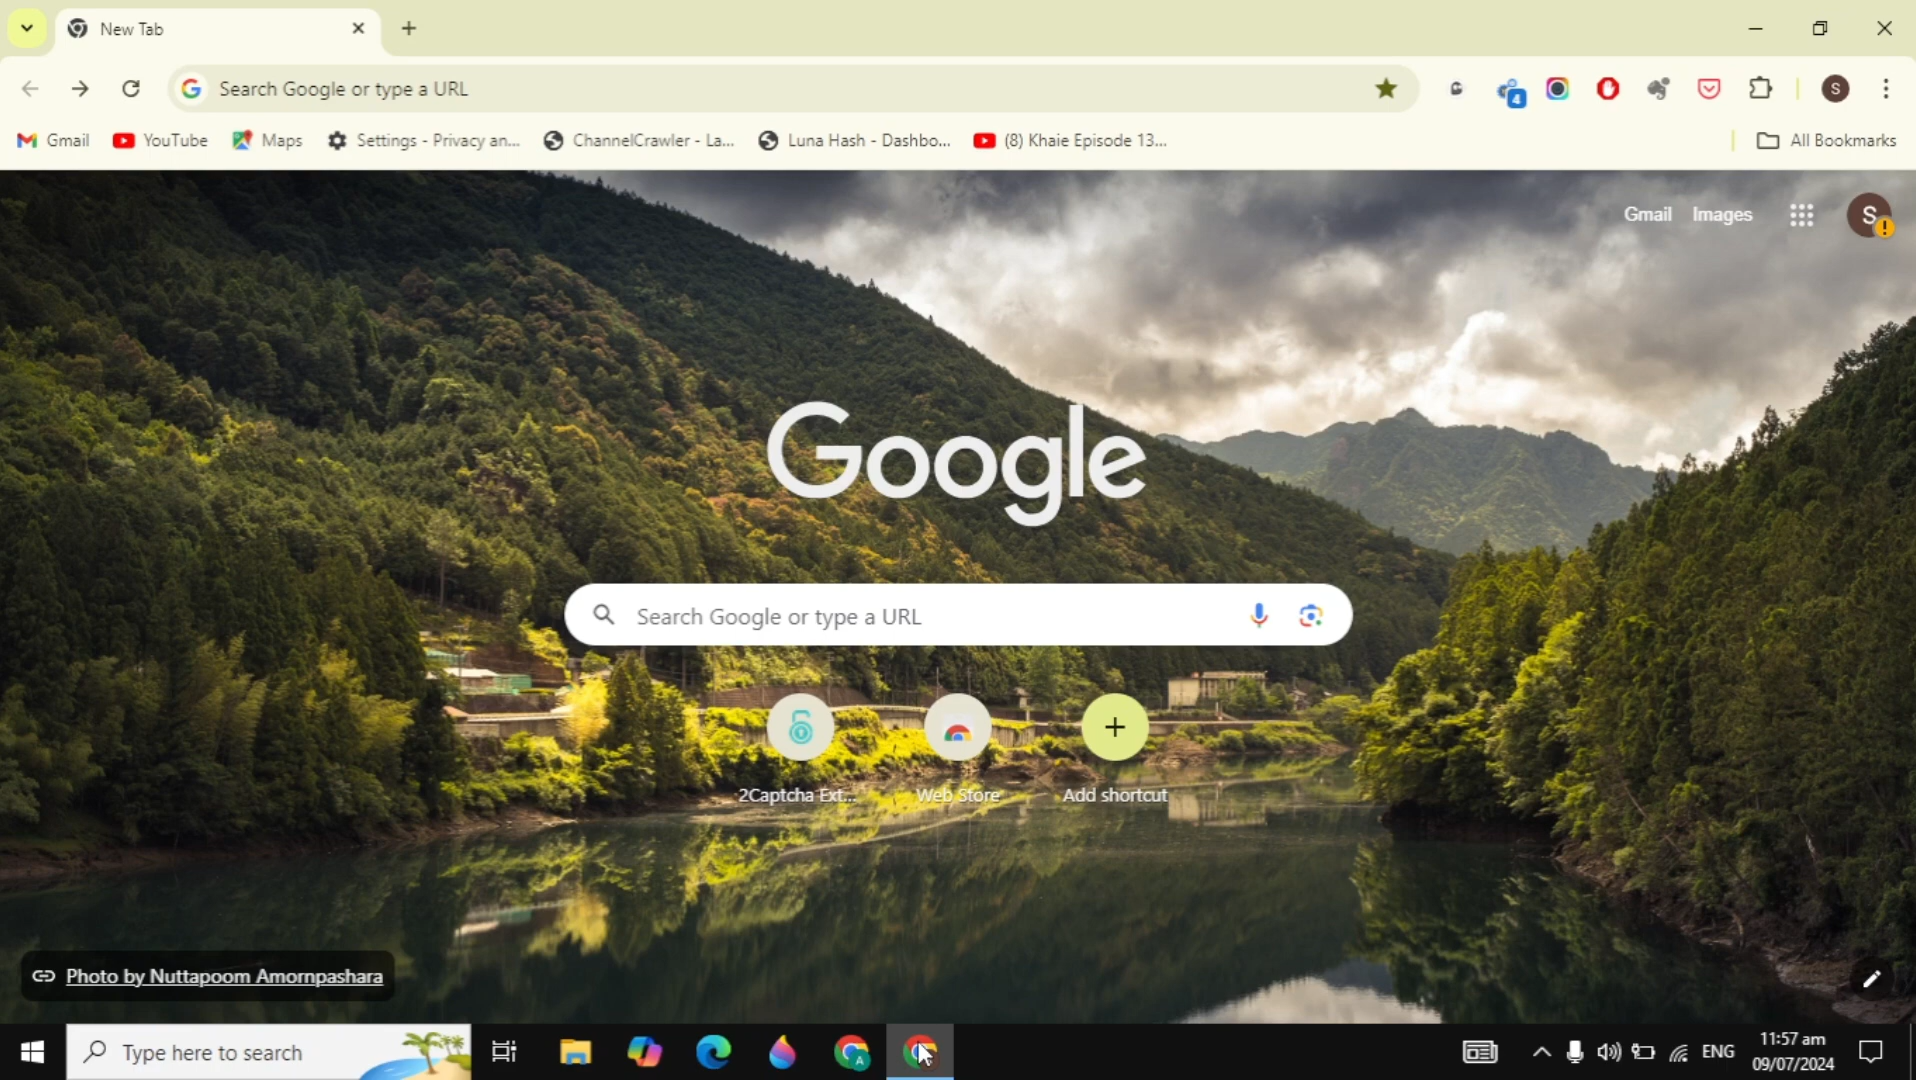 New Tab
Search Google or type a URL
4
S
Gmail
YouTube
Maps
Settings - Privacy an...
ChannelCrawler - La...
Luna Hash - Dashbo...
(8) Khaie Episode 13...
All Bookmarks
Gmail
Images
S
!
Google
Search Google or type a URL
2Captcha Ext...
Web Store
Add shortcut
Photo by Nuttapoom Amornpashara
Type here to search
A
ENG
11:57 am
09/07/2024